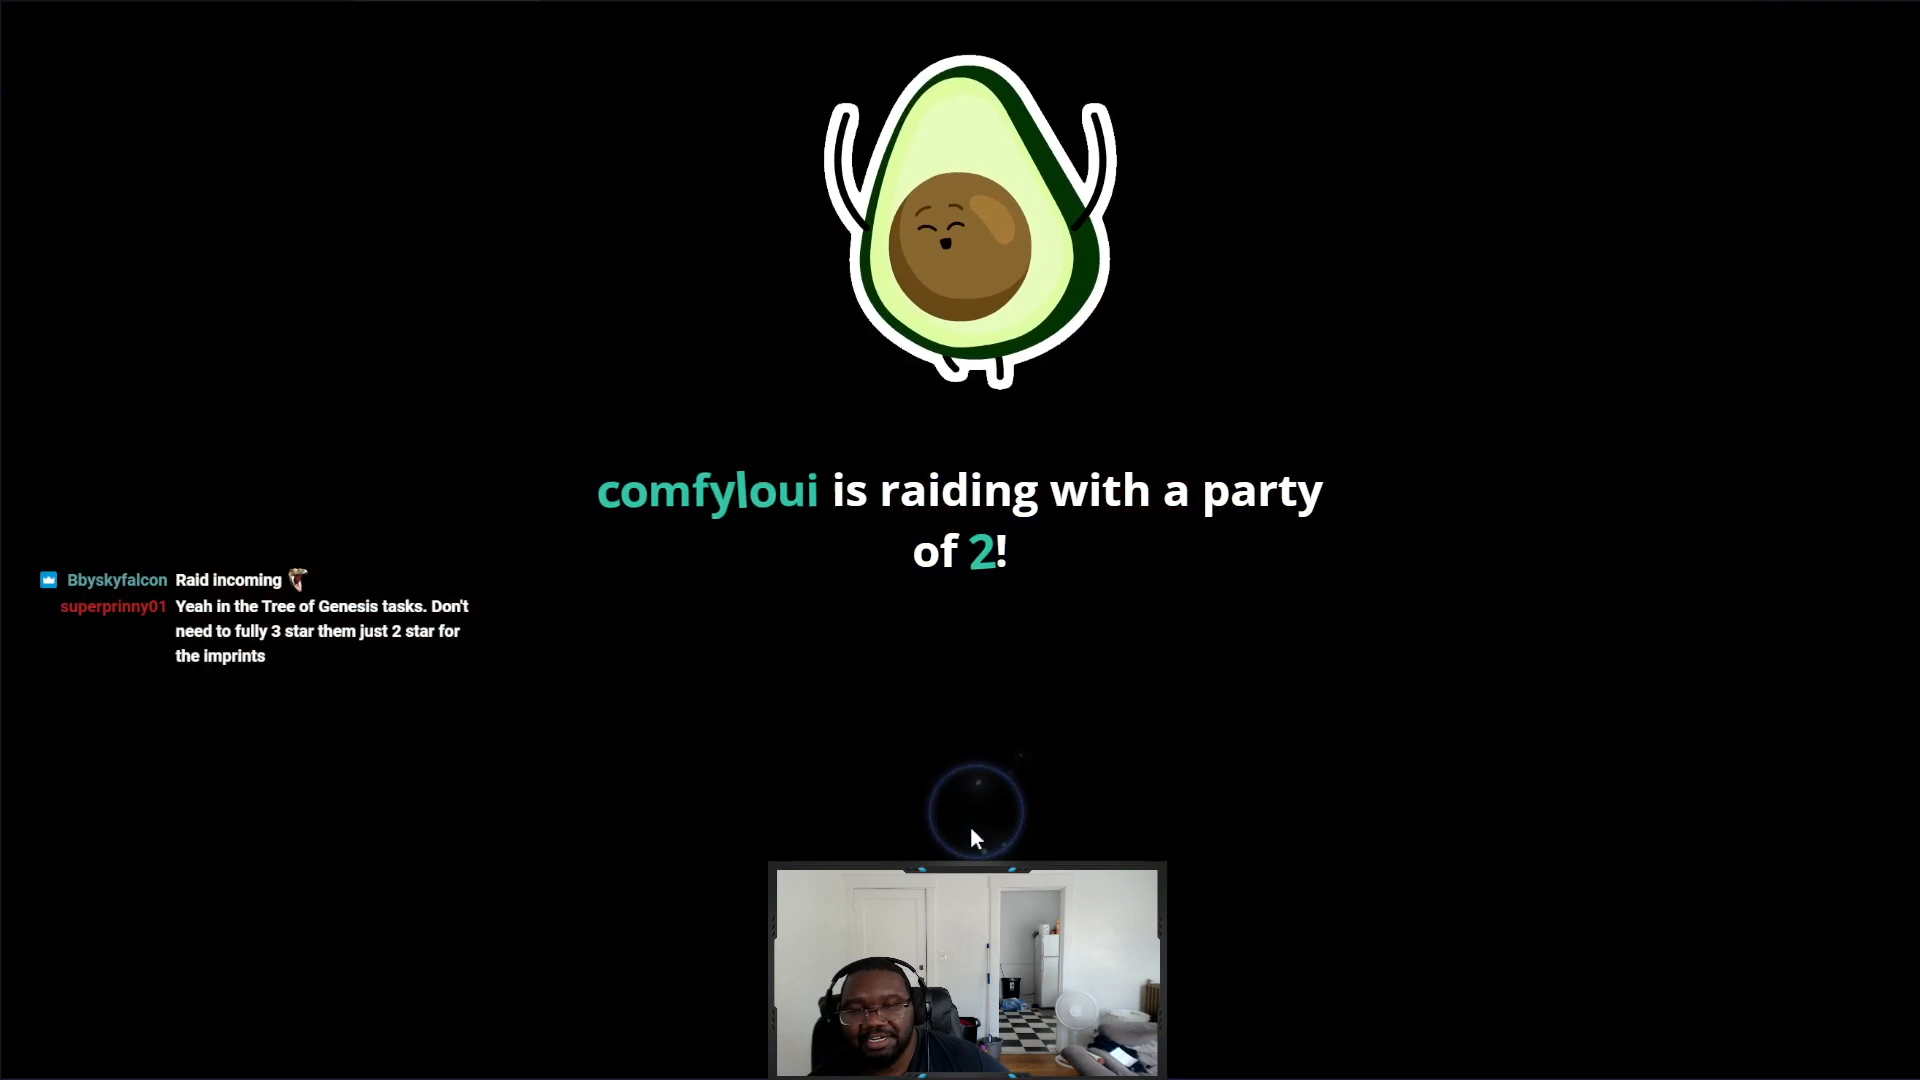 comfyloui is raiding with a party
of 2!
Bbyskyfalcon Raid incoming
superprinny01 Yeah in the Tree of Genesis tasks. Don't
need to fully 3 star them just 2 star for
the imprints